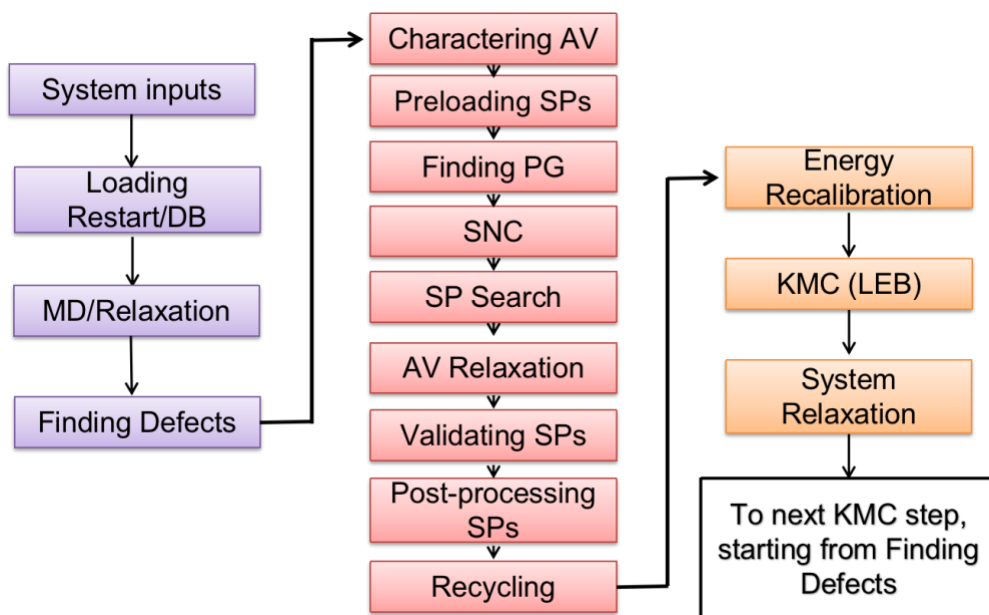 System inputs
Loading
Restart/DB
MD/Relaxation
Finding Defects
Charactering AV
Preloading SPs
Finding PG
SNC
SP Search
AV Relaxation
Validating SPs
Post-processing
SPs
Recycling
Energy
Recalibration
KMC (LEB)
System
Relaxation
To next KMC step,
starting from Finding
Defects